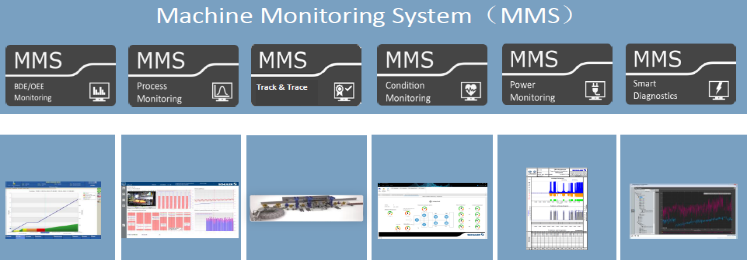 Machine Monitoring System（MMS）
MMS
BDE/OEE
Monitoring
MMS
Process
Monitoring
MMS
Track & Trace
MMS
Condition
Monitoring
MMS
Power
Monitoring
MMS
Smart
Diagnostics